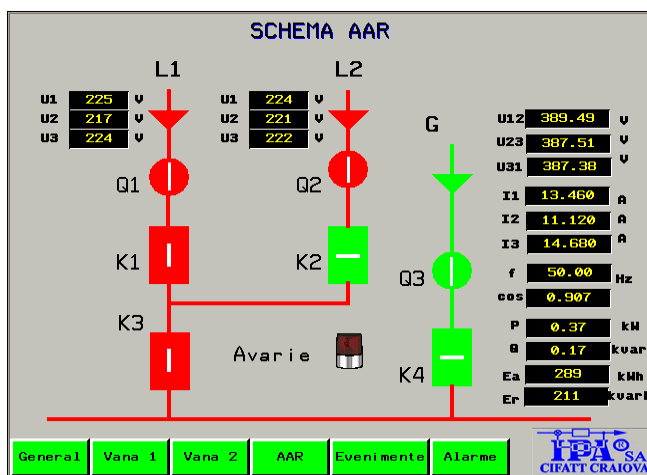 SCHEMA AAR
L1
L2
U1 225 V
U2 217 V
U3 224 V
U1 224 V
U2 221 V
U3 222 V
G
U12 389.49 V
U23 387.51 V
U31 387.38 V
I1 13.460 A
I2 11.120 A
I3 14.680 A
f 50.00 Hz
cos 0.907
P 0.37 kW
Q 0.17 kvar
Ea 289 kWh
Er 211 kvarh
Q1
Q2
Q3
K1
K2
K3
Avarie
K4
General Vana 1 Vana 2 AAR Evenimente Alarme
IPA® SA
CIFATT CRAIOVA